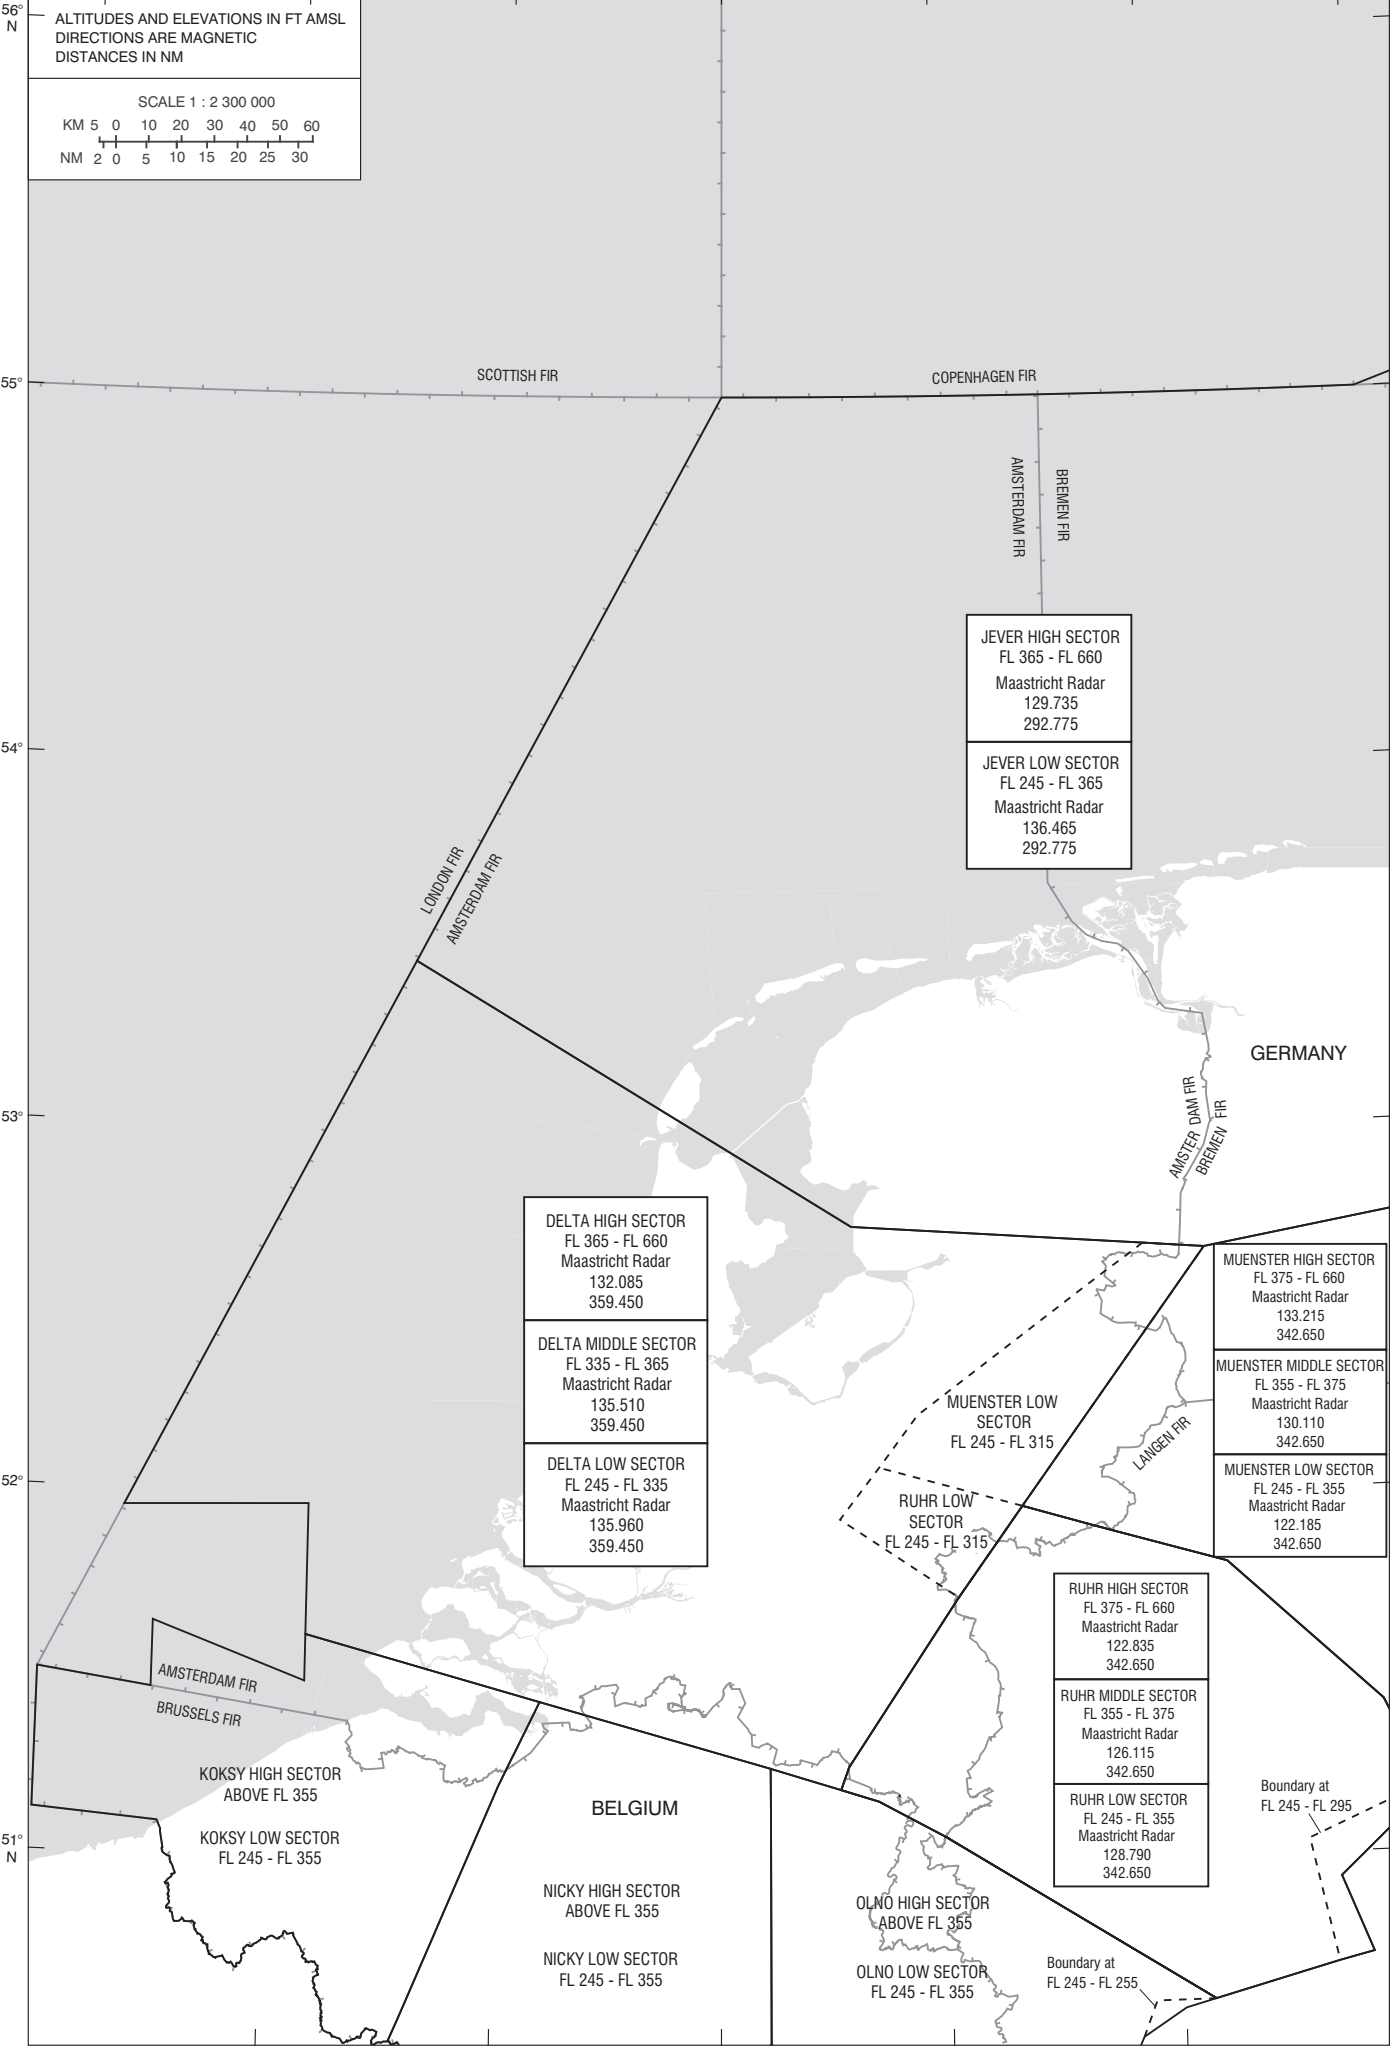 56°
N
ALTITUDES AND ELEVATIONS IN FT AMSL
DIRECTIONS ARE MAGNETIC
DISTANCES IN NM
SCALE 1 : 2 300 000
KM 5 0 10 20 30 40 50 60
NM 2 0 5 10 15 20 25 30
55°
SCOTTISH FIR
COPENHAGEN FIR
AMSTERDAM FIR
BREMEN FIR
JEVER HIGH SECTOR
FL 365 - FL 660
Maastricht Radar
129.735
292.775
54°
JEVER LOW SECTOR
FL 245 - FL 365
Maastricht Radar
136.465
292.775
LONDON FIR
AMSTERDAM FIR
GERMANY
53°
AMSTER DAM FIR
BREMEN FIR
DELTA HIGH SECTOR
FL 365 - FL 660
Maastricht Radar
132.085
359.450
DELTA MIDDLE SECTOR
FL 335 - FL 365
Maastricht Radar
135.510
359.450
DELTA LOW SECTOR
FL 245 - FL 335
Maastricht Radar
135.960
359.450
MUENSTER HIGH SECTOR
FL 375 - FL 660
Maastricht Radar
133.215
342.650
MUENSTER MIDDLE SECTOR
FL 355 - FL 375
Maastricht Radar
130.110
342.650
MUENSTER LOW SECTOR
FL 245 - FL 355
Maastricht Radar
122.185
342.650
MUENSTER LOW
SECTOR
FL 245 - FL 315
LANGEN FIR
52°
RUHR LOW
SECTOR
FL 245 - FL 315
RUHR HIGH SECTOR
FL 375 - FL 660
Maastricht Radar
122.835
342.650
RUHR MIDDLE SECTOR
FL 355 - FL 375
Maastricht Radar
126.115
342.650
RUHR LOW SECTOR
FL 245 - FL 355
Maastricht Radar
128.790
342.650
AMSTERDAM FIR
BRUSSELS FIR
KOKSY HIGH SECTOR
ABOVE FL 355
KOKSY LOW SECTOR
FL 245 - FL 355
BELGIUM
Boundary at
FL 245 - FL 295
51°
N
NICKY HIGH SECTOR
ABOVE FL 355
NICKY LOW SECTOR
FL 245 - FL 355
OLNO HIGH SECTOR
ABOVE FL 355
OLNO LOW SECTOR
FL 245 - FL 355
Boundary at
FL 245 - FL 255